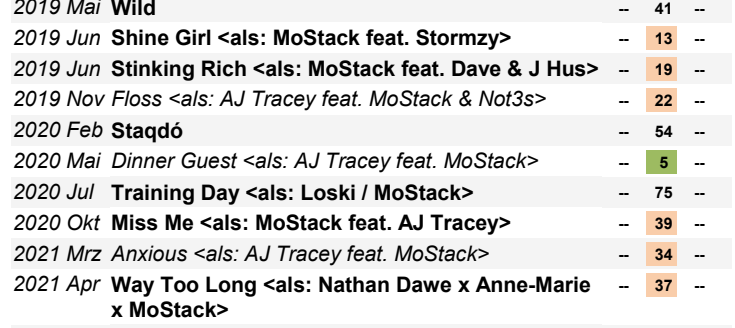 2019 Mai Wild -- 41 --
2019 Jun Shine Girl <als: MoStack feat. Stormzy> -- 13 --
2019 Jun Stinking Rich <als: MoStack feat. Dave & J Hus> -- 19 --
2019 Nov Floss <als: AJ Tracey feat. MoStack & Not3s> -- 22 --
2020 Feb Staqdó -- 54 --
2020 Mai Dinner Guest <als: AJ Tracey feat. MoStack> -- 5 --
2020 Jul Training Day <als: Loski / MoStack> -- 75 --
2020 Okt Miss Me <als: MoStack feat. AJ Tracey> -- 39 --
2021 Mrz Anxious <als: AJ Tracey feat. MoStack> -- 34 --
2021 Apr Way Too Long <als: Nathan Dawe x Anne-Marie -- 37 --
x MoStack>